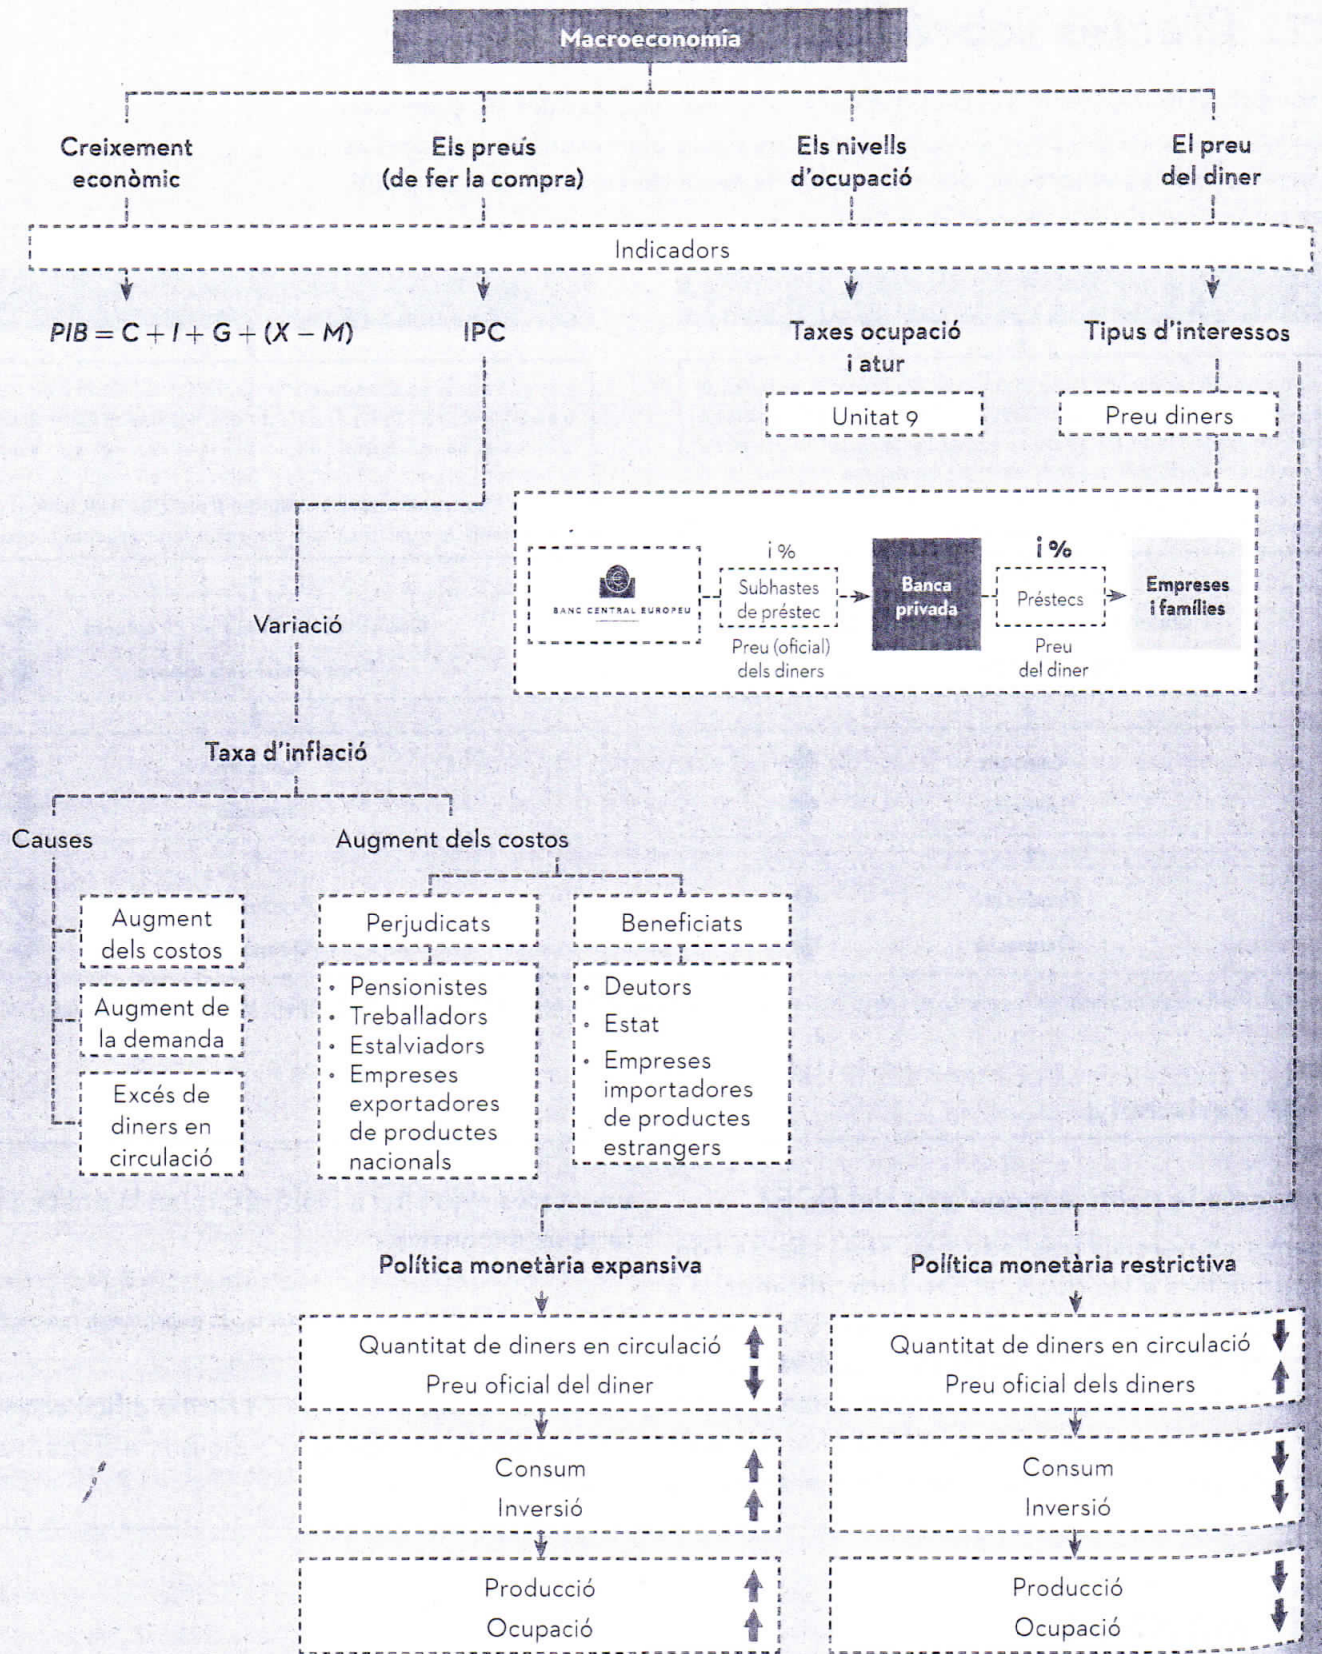 Macroeconomia
Creixement
econòmic
Els preus
(de fer la compra)
Els nivells
d'ocupació
El preu
del diner
Indicadors
PIB = C + I + G + (X – M)
IPC
Taxes ocupació
i atur
Tipus d'interessos
Unitat 9
Preu diners
BANC CENTRAL EUROPEU
i %
Subhastes
de préstec
Preu (oficial)
dels diners
Banca
privada
i %
Préstecs
Preu
del diner
Empreses
i famílies
Variació
Taxa d'inflació
Causes
Augment dels costos
Augment
dels costos
Augment de
la demanda
Excés de
diners en
circulació
Perjudicats
• Pensionistes
• Treballadors
• Estalviadors
• Empreses
exportadores
de productes
nacionals
Beneficiats
• Deutors
• Estat
• Empreses
importadores
de productes
estrangers
Política monetària expansiva
Quantitat de diners en circulació
Preu oficial del diner
Consum
Inversió
Producció
Ocupació
Política monetària restrictiva
Quantitat de diners en circulació
Preu oficial dels diners
Consum
Inversió
Producció
Ocupació